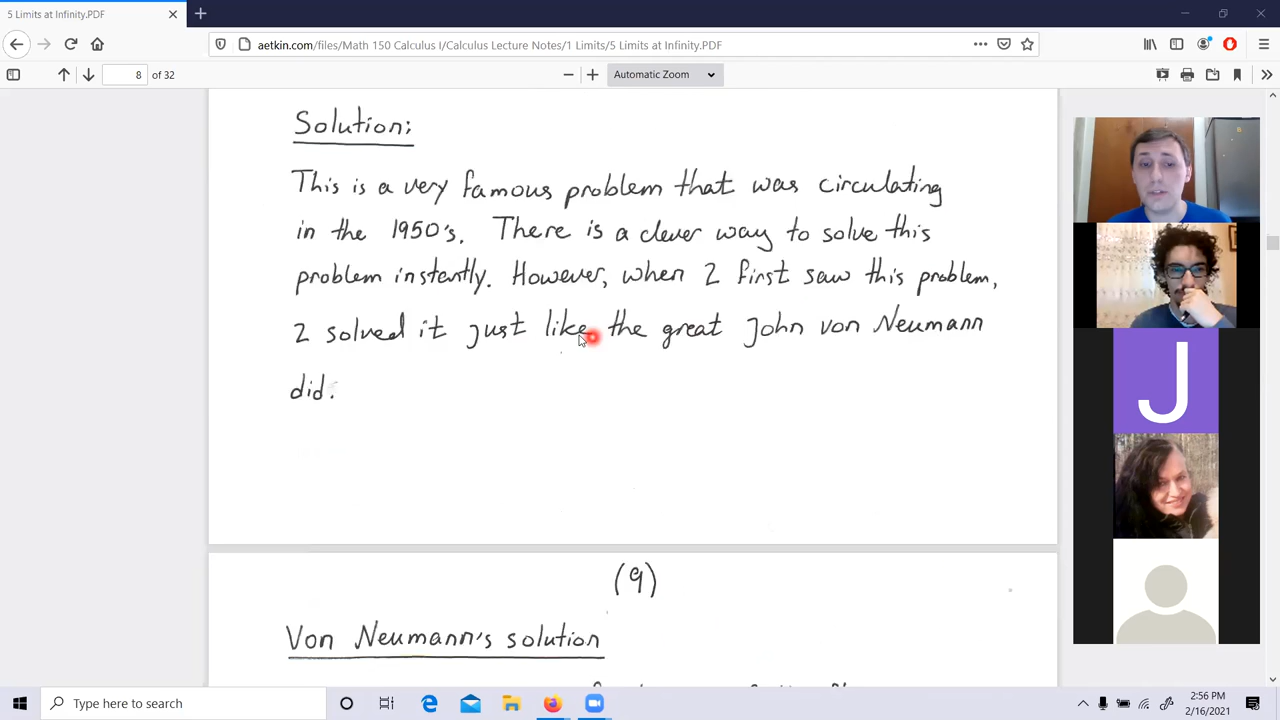 5 Limits at Infinity.PDF
aetkin.com/files/Math 150 Calculus I/Calculus Lecture Notes/1 Limits/5 Limits at Infinity.PDF
8 of 32
Automatic Zoom
Solution:
This is a very famous problem that was circulating
in the 1950's. There is a clever way to solve this
problem instantly. However, when I first saw this problem,
I solved it just like the great John von Neumann
did.
(9)
Von Neumann's solution
J
Type here to search
2:56 PM
2/16/2021